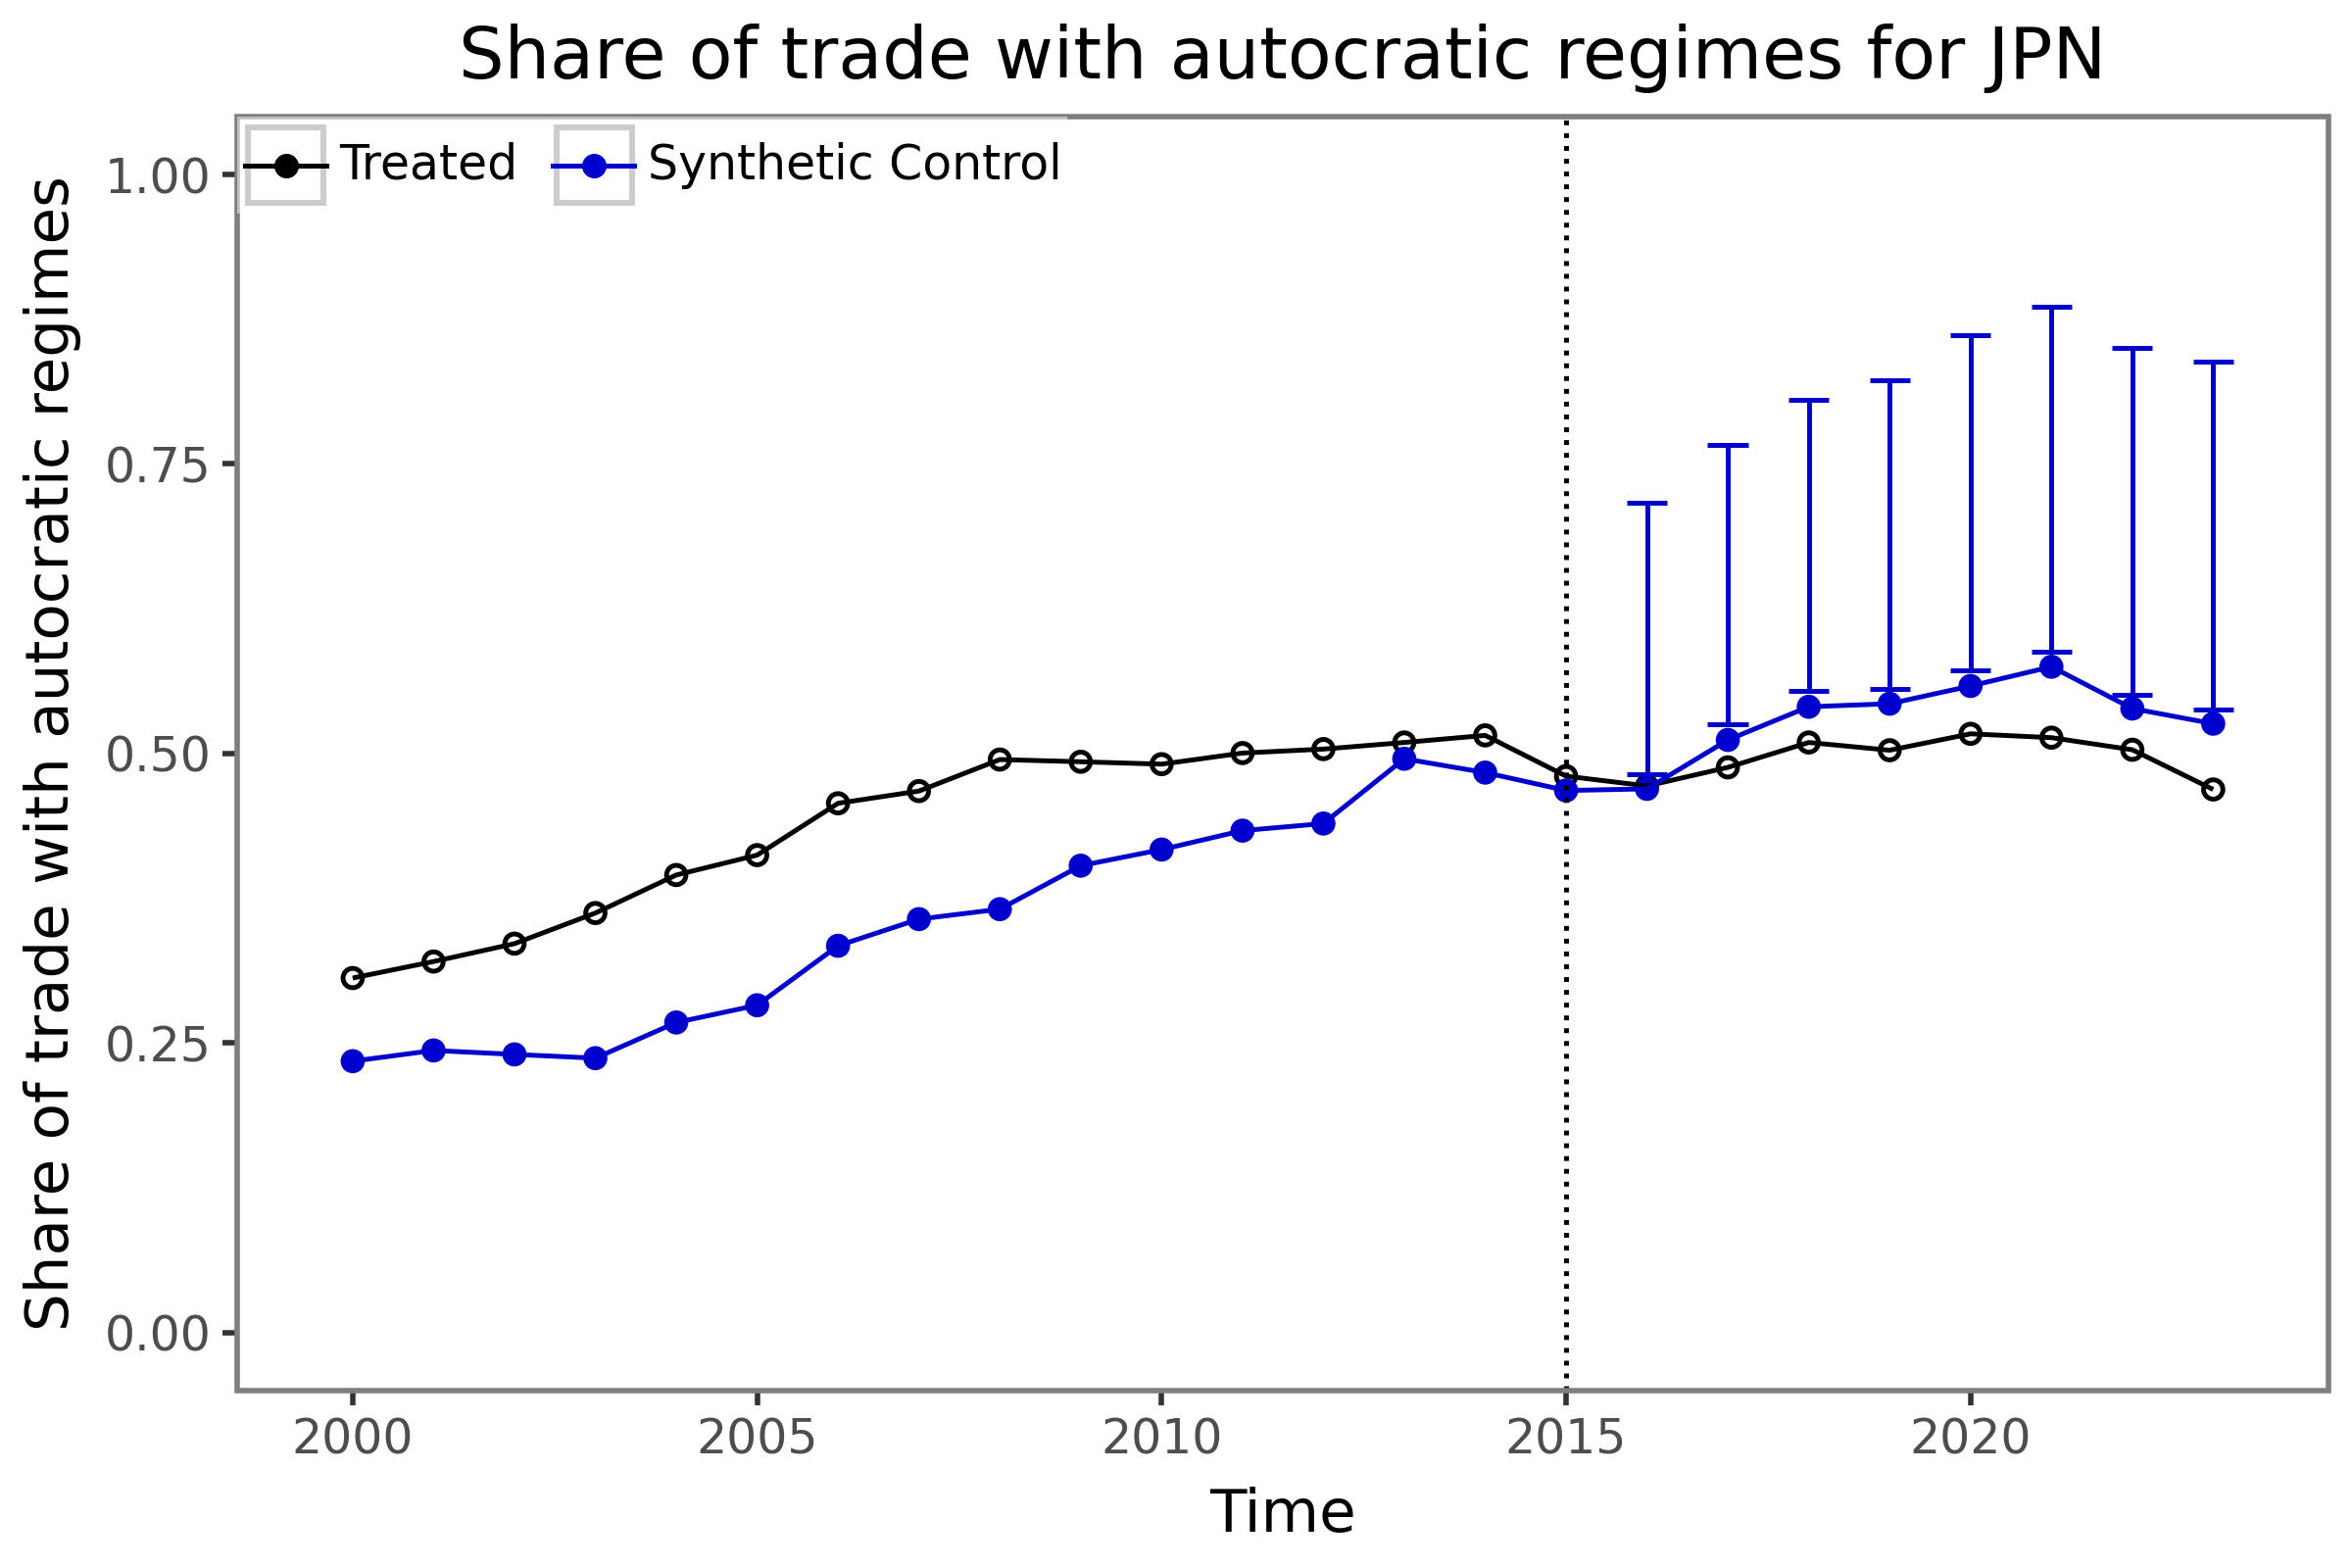 Share of trade with autocratic regimes for JPN
Treated
Synthetic Control
Share of trade with autocratic regimes
1.00
0.75
0.50
0.25
0.00
2000
2005
2010
2015
2020
Time